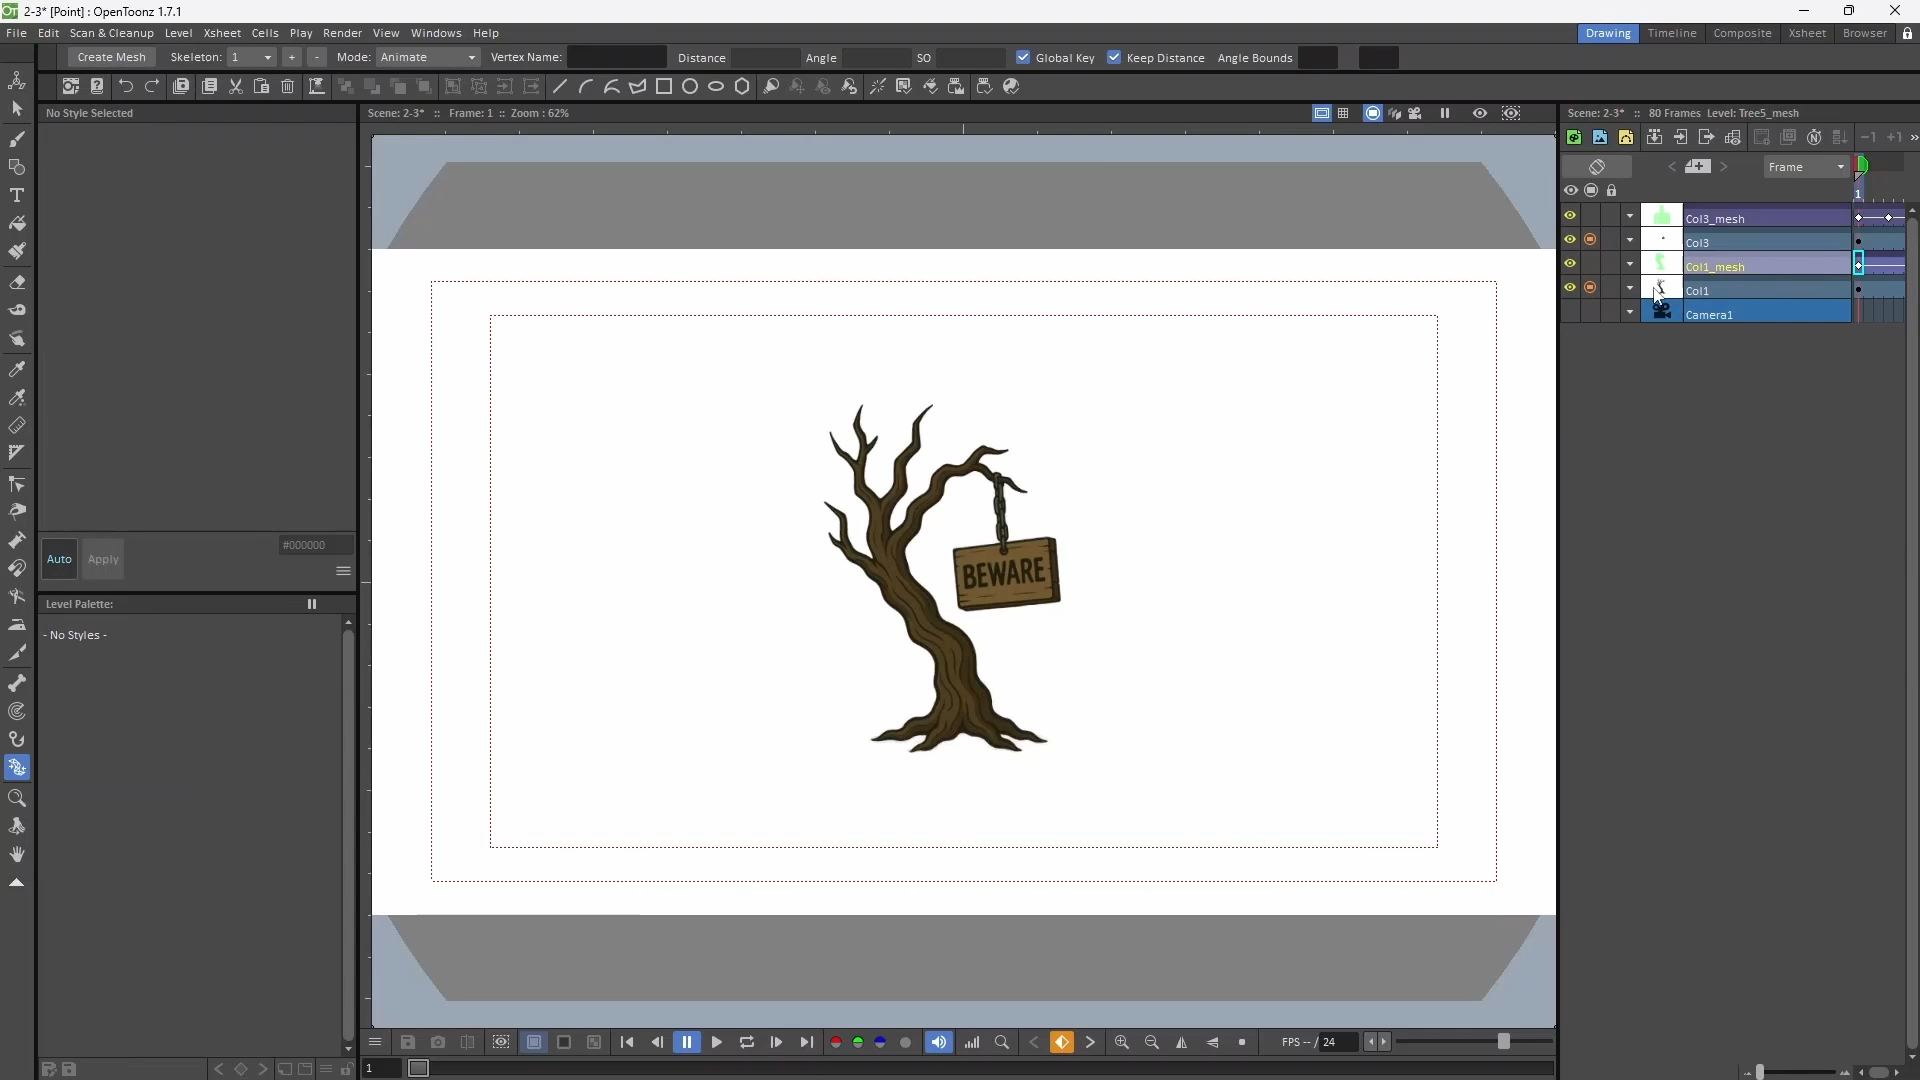 2-3* [Point] : OpenToonz 1.7.1
File Edit Scan & Cleanup Level Xsheet Cells Play Render View Windows Help
Drawing Timeline Composite Xsheet Browser
Create Mesh Skeleton: 1 + - Mode: Animate Vertex Name: Distance Angle SO Global Key Keep Distance Angle Bounds
No Style Selected
Scene: 2-3* :: Frame: 1 :: Zoom : 62%
Scene: 2-3* :: 80 Frames Level: Tree5_mesh
-1 +1 »
Frame
1
Col3_mesh
Col3
Col1_mesh
Col1
Camera1
BEWARE
Auto Apply #000000
Level Palette:
- No Styles -
FPS -- / 24
1